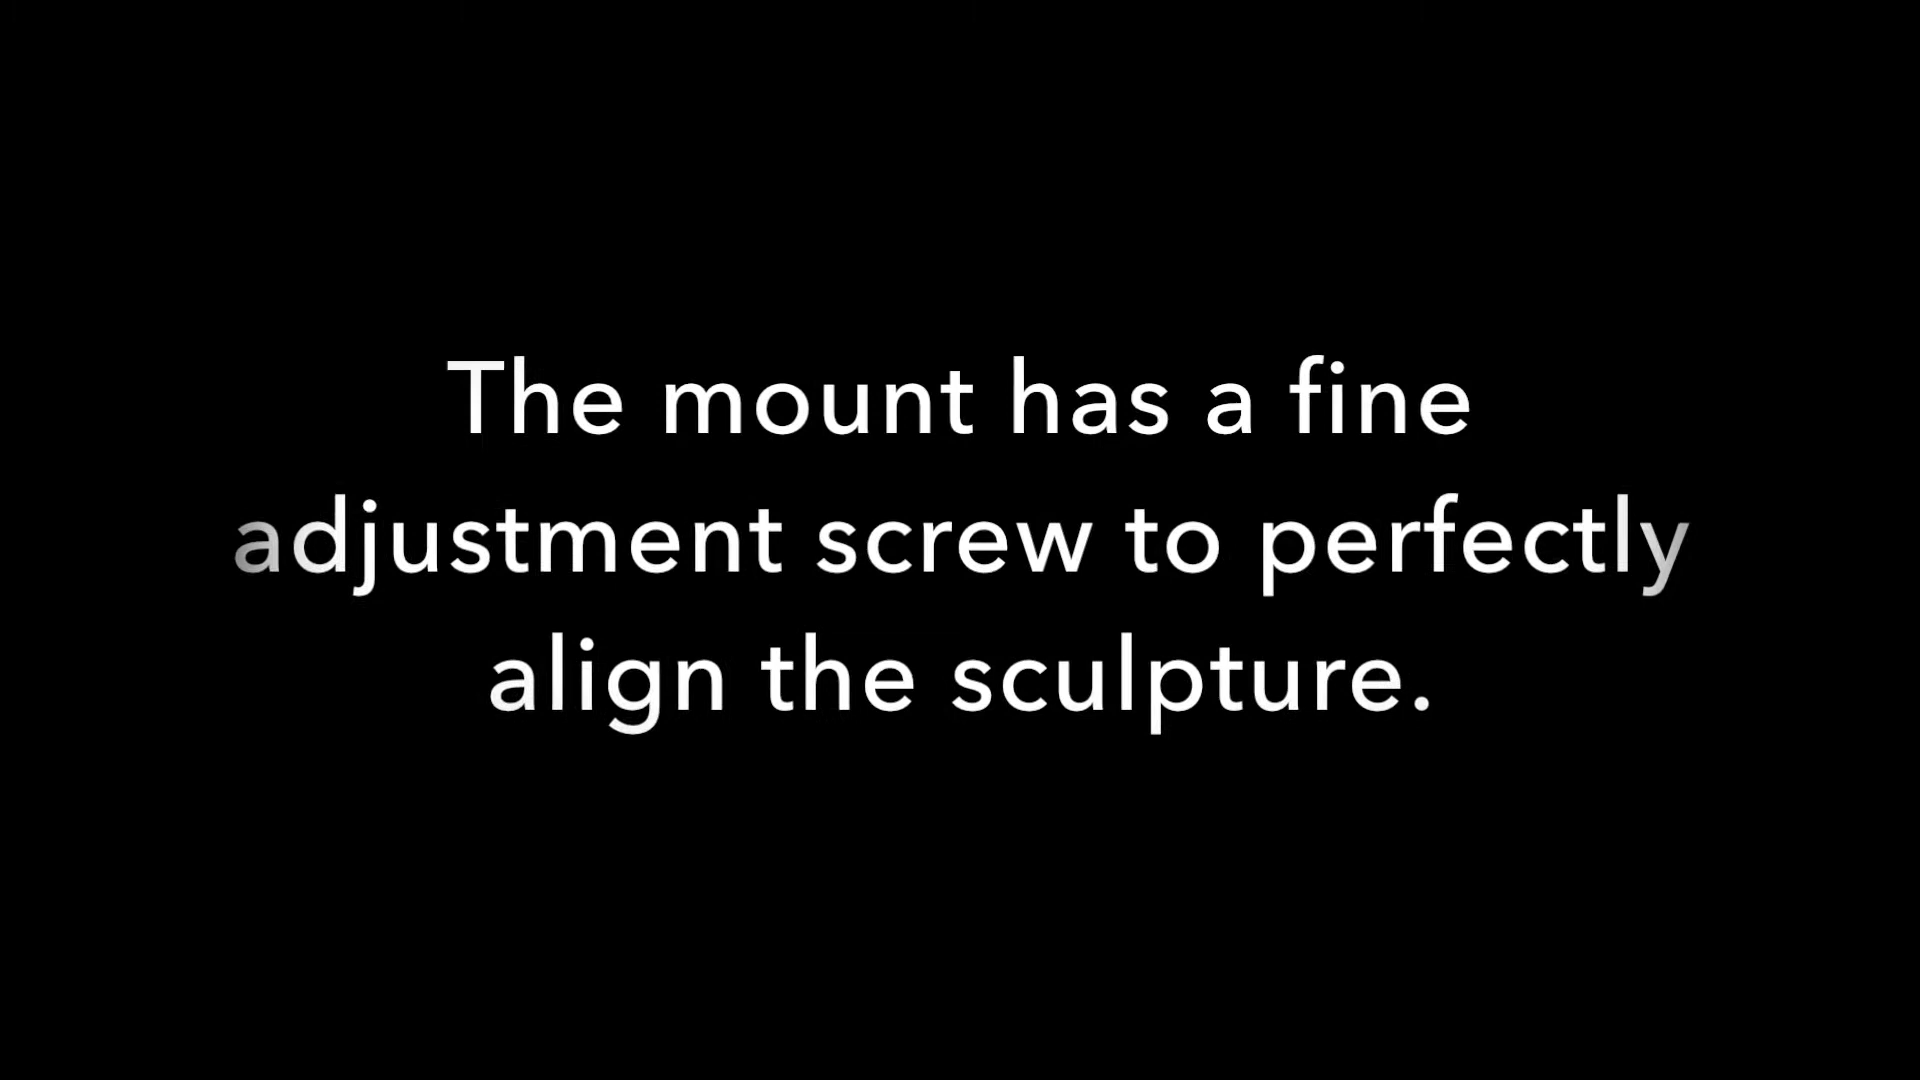 The mount has a fine
adjustment screw to perfectly
align the sculpture.